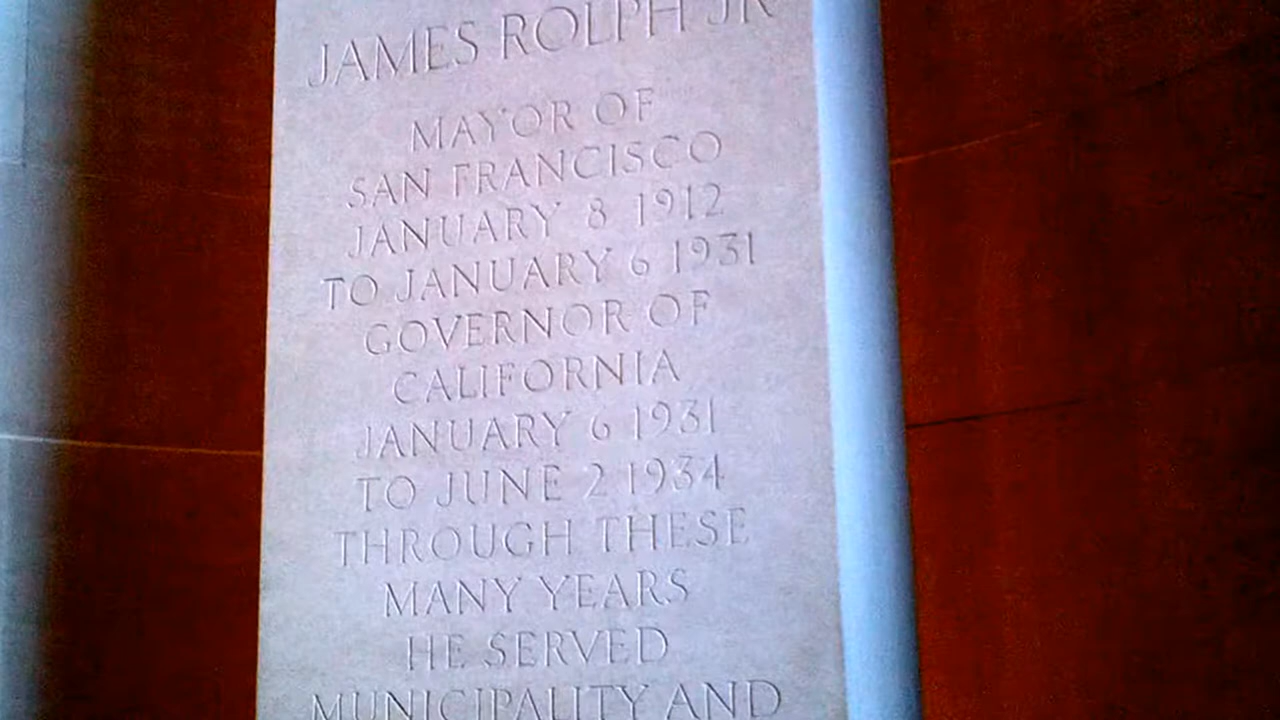 JAMES ROLPH JR
MAYOR OF
SAN FRANCISCO
JANUARY 8 1912
TO JANUARY 6 1931
GOVERNOR OF
CALIFORNIA
JANUARY 6 1931
TO JUNE 2 1934
THROUGH THESE
MANY YEARS
HE SERVED
MUNICIPALITY AND